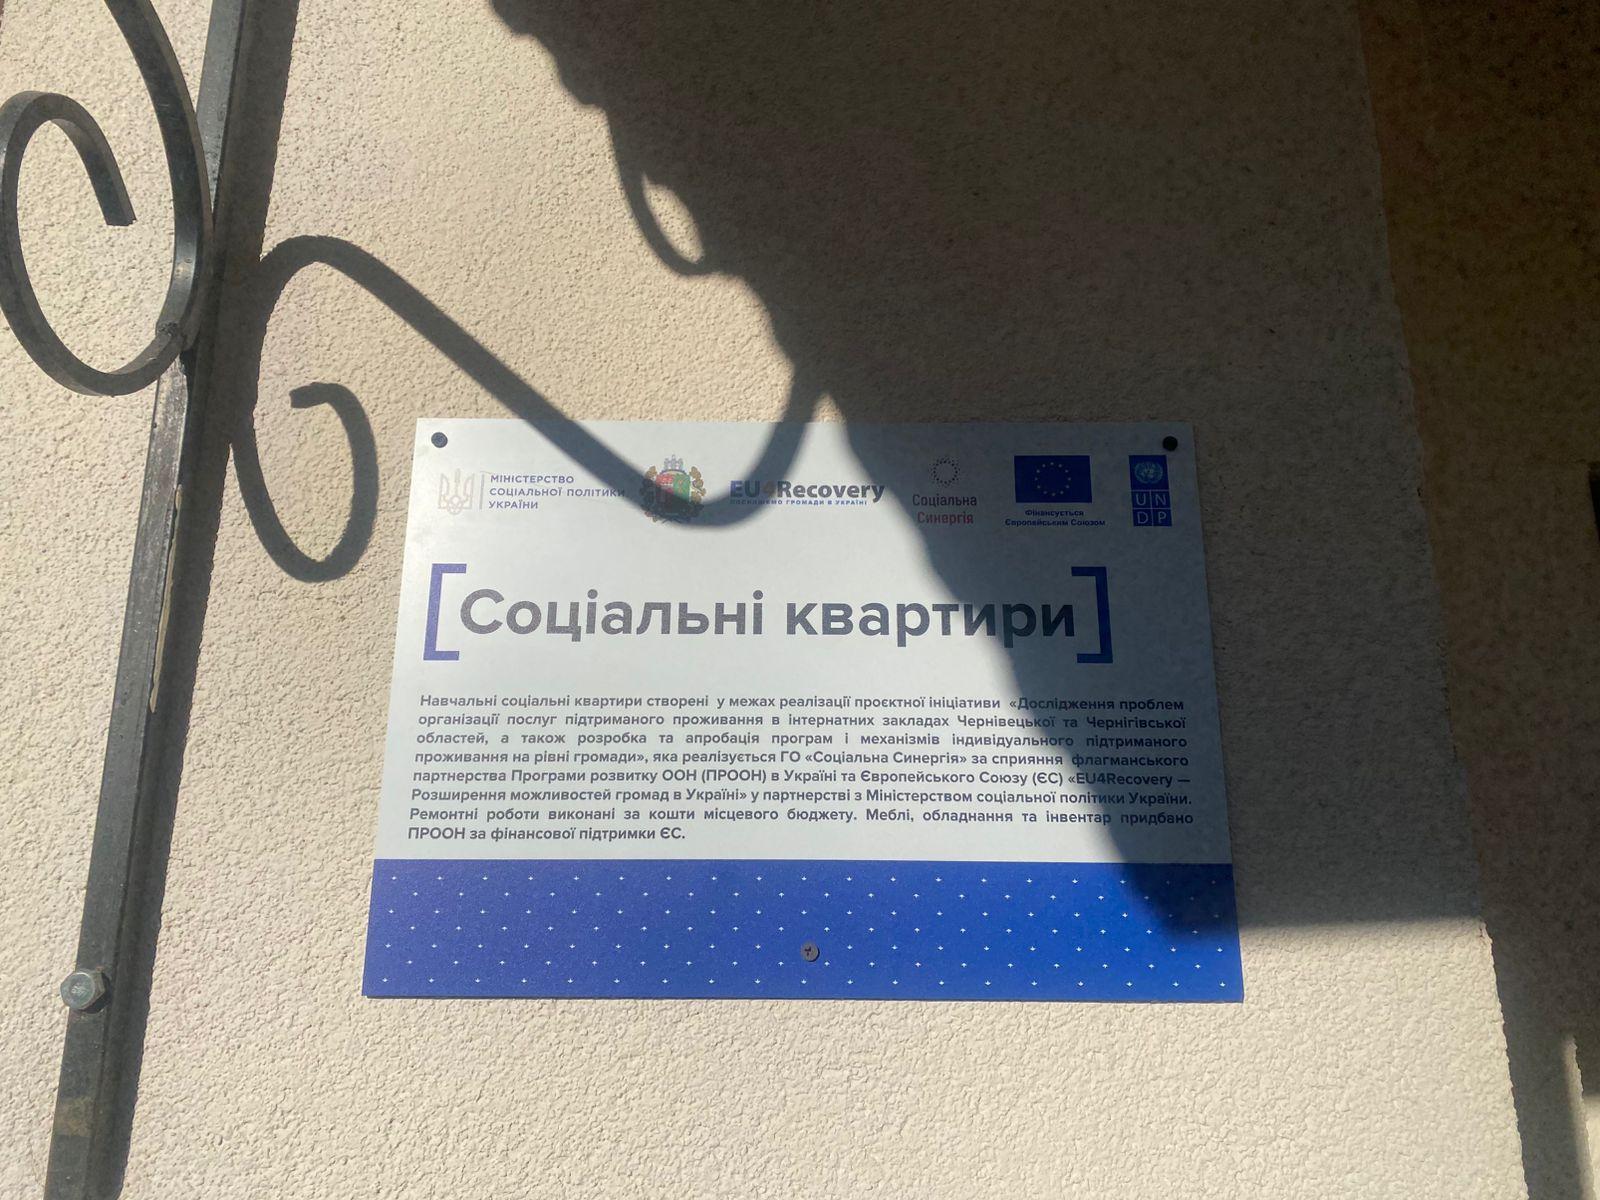 МІНІСТЕРСТВО
СОЦІАЛЬНОЇ ПОЛІТИКИ
УКРАЇНИ
EU4Recovery
ПОСИЛЮЄМО ГРОМАДИ В УКРАЇНІ
Соціальна
Синергія
Фінансується
Європейським Союзом
UN
DP
[Соціальні квартири]
Навчальні соціальні квартири створені у межах реалізації проєктної ініціативи «Дослідження проблем
організації послуг підтриманого проживання в інтернатних закладах Чернівецької та Чернігівської
областей, а також розробка та апробація програм і механізмів індивідуального підтриманого
проживання на рівні громади», яка реалізується ГО «Соціальна Синергія» за сприяння флагманського
партнерства Програми розвитку ООН (ПРООН) в Україні та Європейського Союзу (ЄС) «EU4Recovery —
Розширення можливостей громад в Україні» у партнерстві з Міністерством соціальної політики України.
Ремонтні роботи виконані за кошти місцевого бюджету. Меблі, обладнання та інвентар придбано
ПРООН за фінансової підтримки ЄС.